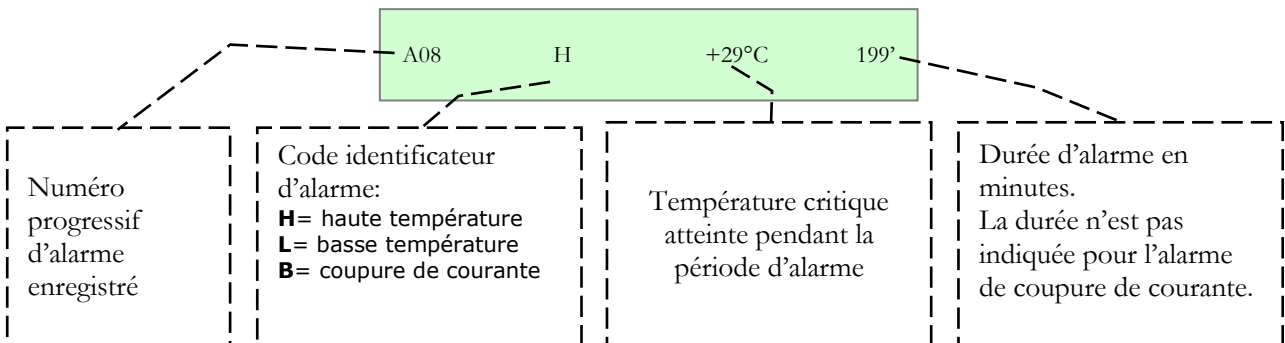 A08 H +29°C 199’
Numéro
progressif
d’alarme
enregistré
Code identificateur
d’alarme:
H= haute température
L= basse température
B= coupure de courante
Température critique
atteinte pendant la
période d’alarme
Durée d’alarme en
minutes.
La durée n’est pas
indiquée pour l’alarme
de coupure de courante.